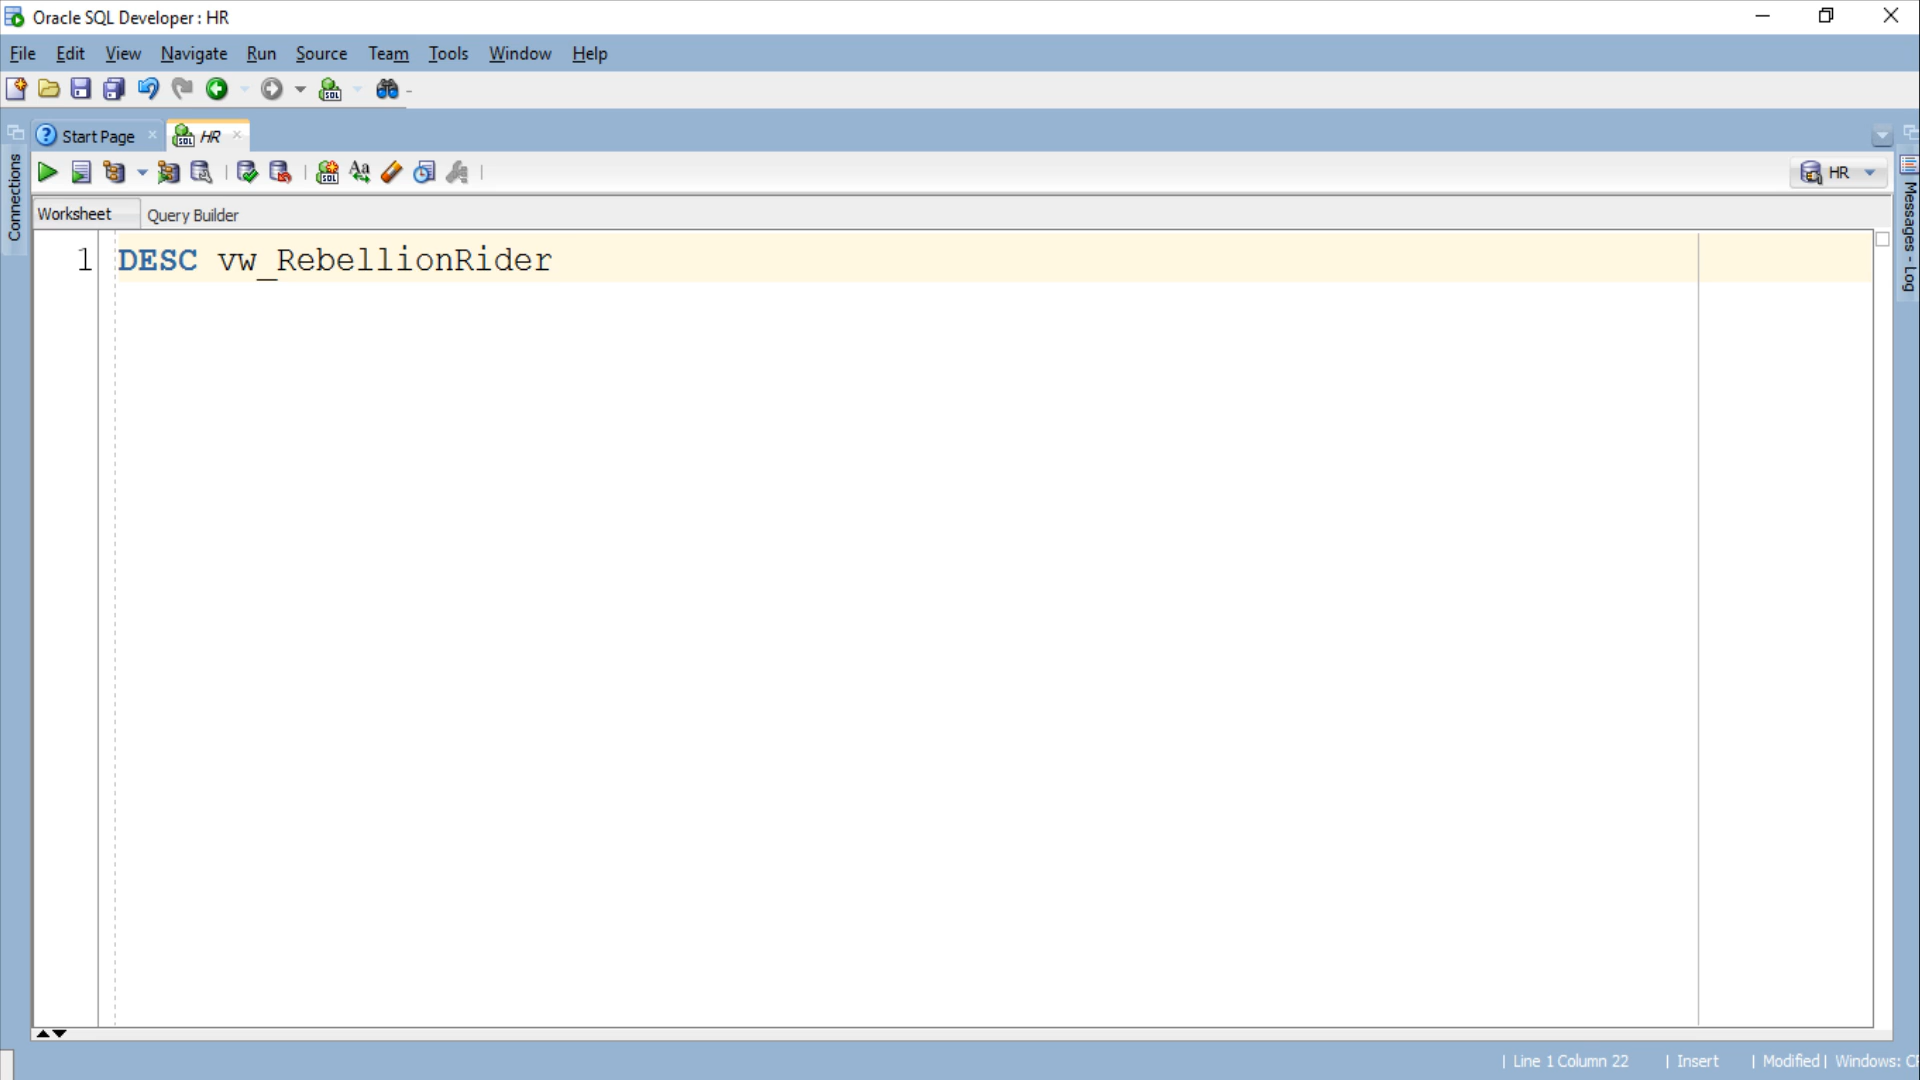 Oracle SQL Developer : HR
File Edit View Navigate Run Source Team Tools Window Help
Start Page HR
HR
Worksheet Query Builder
1 DESC vw_RebellionRider
Connections
Messages - Log
| Line 1 Column 22 | Insert | Modified | Windows: